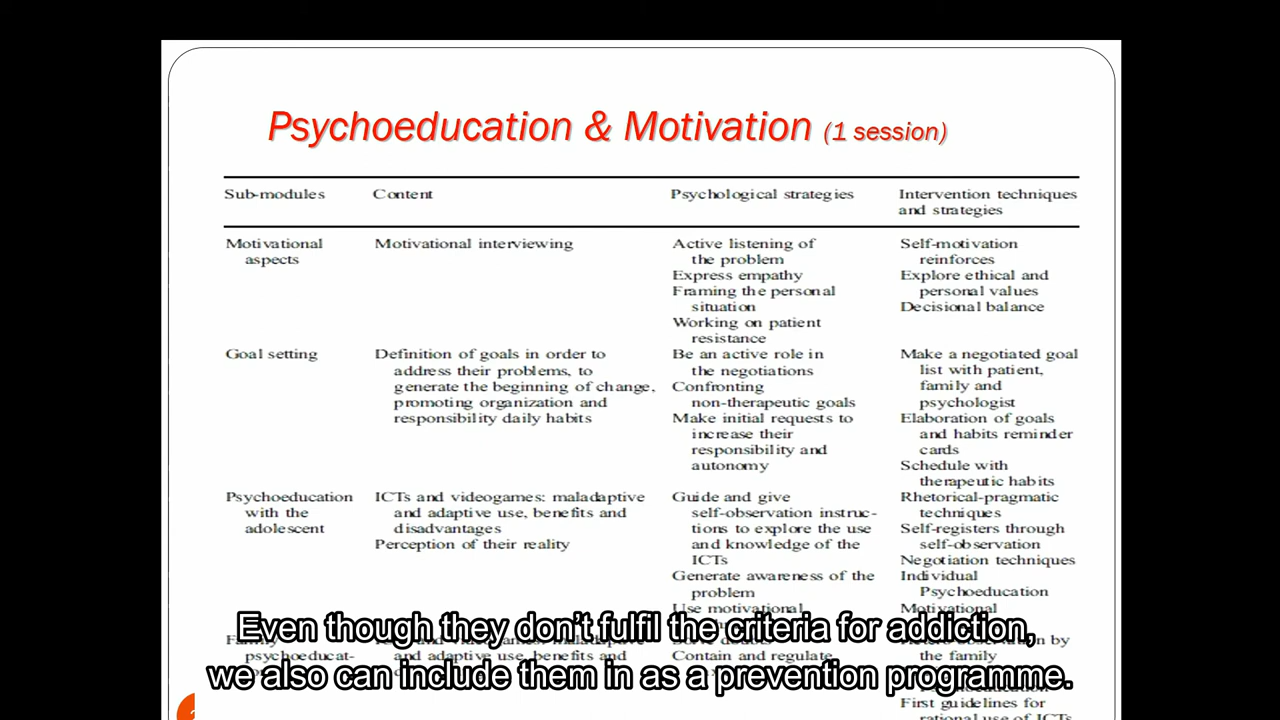 Psychoeducation & Motivation (1 session)
Sub-modules
Content
Psychological strategies
Intervention techniques
and strategies
Motivational
aspects
Motivational interviewing
Active listening of
the problem
Express empathy
Framing the personal
situation
Working on patient
resistance
Self-motivation
reinforces
Explore ethical and
personal values
Decisional balance
Goal setting
Definition of goals in order to
address their problems, to
generate the beginning of change,
promoting organization and
responsibility daily habits
Be an active role in
the negotiations
Confronting
non-therapeutic goals
Make initial requests to
increase their
responsibility and
autonomy
Make a negotiated goal
list with patient,
family and
psychologist
Elaboration of goals
and habits reminder
cards
Schedule with
therapeutic habits
Psychoeducation
with the
adolescent
ICTs and videogames: maladaptive
and adaptive use, benefits and
disadvantages
Perception of their reality
Guide and give
self-observation instruc-
tions to explore the use
and knowledge of the
ICTs
Generate awareness of the
problem
Use motivational
Rhetorical-pragmatic
techniques
Self-registers through
self-observation
Negotiation techniques
Individual
Psychoeducation
Motivational
psychoeducat-
and adaptive use, benefits and
Contain and regulate
by
the family
First guidelines for
rational use of ICTs
Even though they don't fulfil the criteria for addiction,
we also can include them in as a prevention programme.